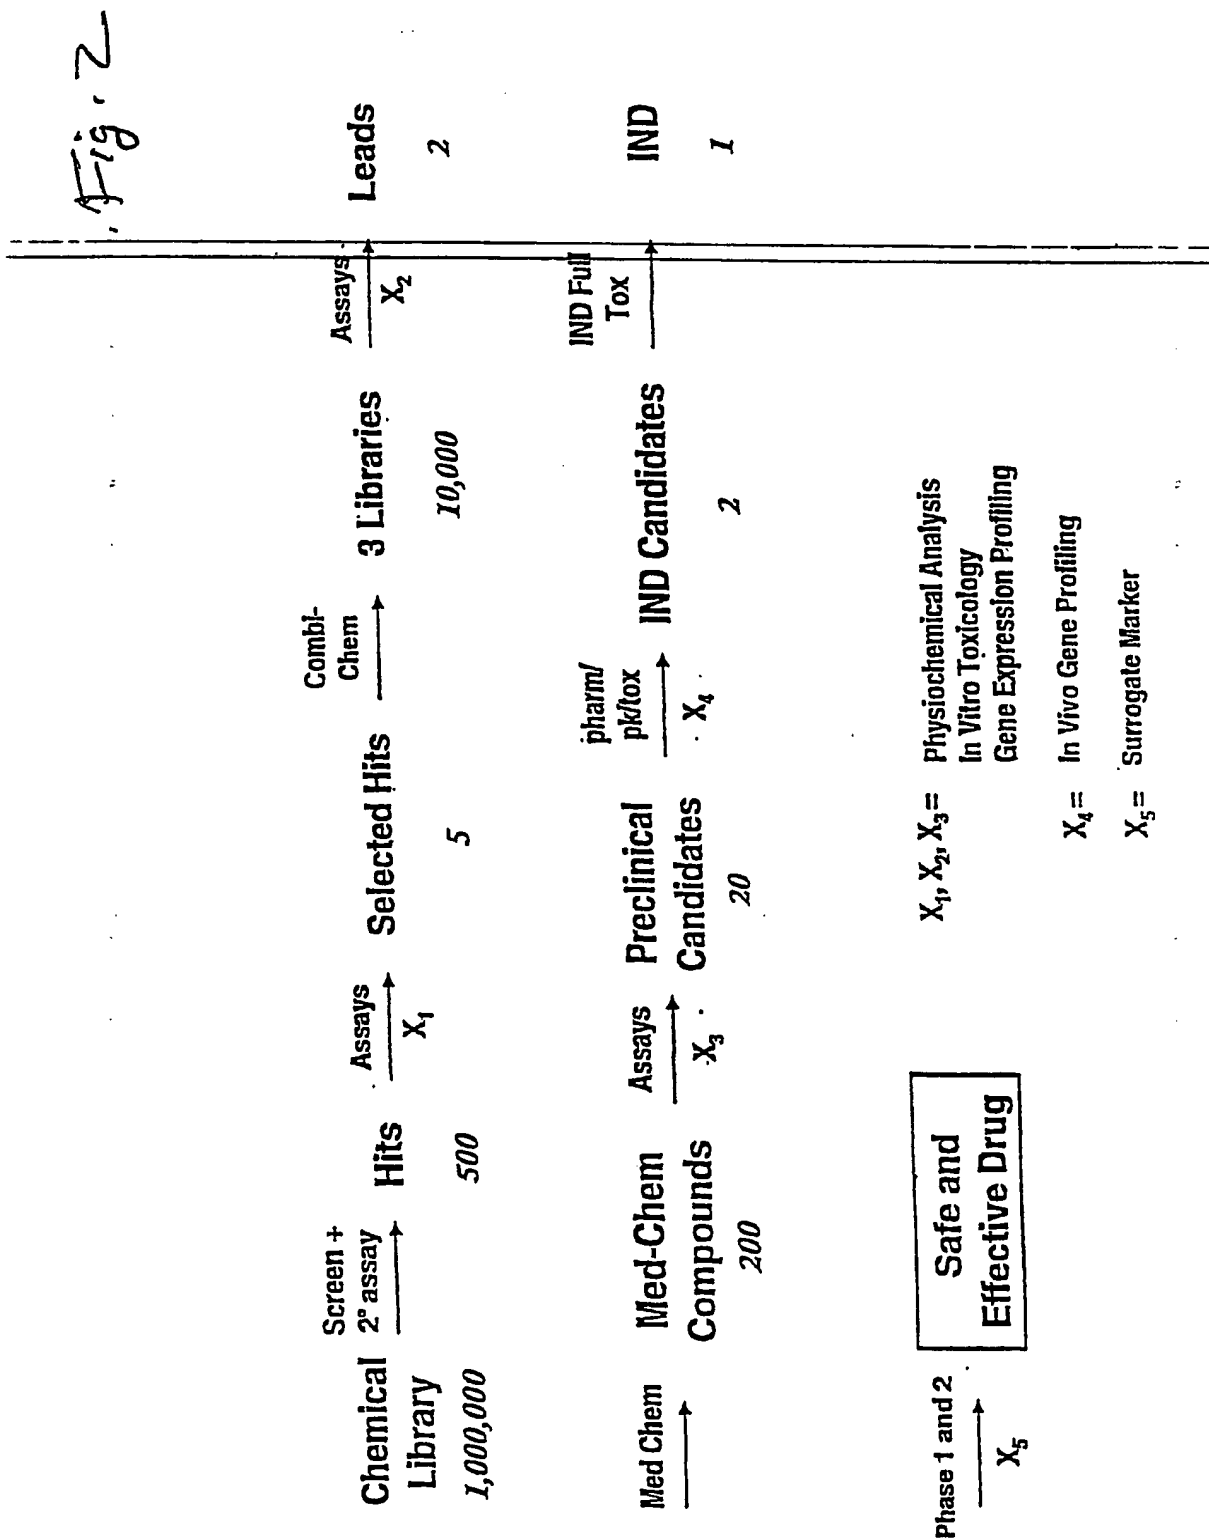 Fig. 2
Chemical
Library
1,000,000
Screen +
2° assay
Hits
500
Assays
X₁
Selected Hits
5
Combi-
Chem
3 Libraries
10,000
Assays
X₂
Leads
2
Med Chem
Med-Chem
Compounds
200
Assays
X₃
Preclinical
Candidates
20
pharm/
pk/tox
X₄
IND Candidates
2
IND Full
Tox
IND
1
Phase 1 and 2
X₅
Safe and
Effective Drug
X₁, X₂, X₃= Physiochemical Analysis
In Vitro Toxicology
Gene Expression Profiling
X₄= In Vivo Gene Profiling
X₅= Surrogate Marker